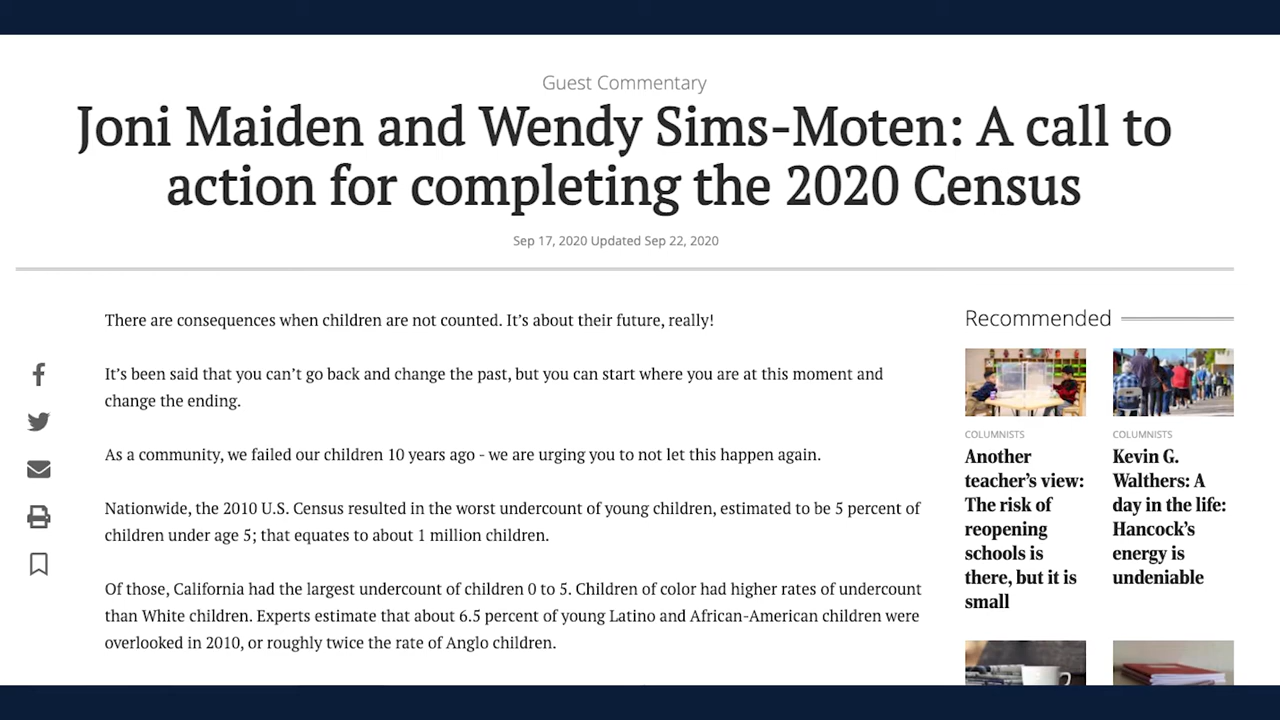 Guest Commentary
Joni Maiden and Wendy Sims-Moten: A call to
action for completing the 2020 Census
Sep 17, 2020 Updated Sep 22, 2020
There are consequences when children are not counted. It's about their future, really!
It's been said that you can't go back and change the past, but you can start where you are at this moment and
change the ending.
As a community, we failed our children 10 years ago - we are urging you to not let this happen again.
Nationwide, the 2010 U.S. Census resulted in the worst undercount of young children, estimated to be 5 percent of
children under age 5; that equates to about 1 million children.
Of those, California had the largest undercount of children 0 to 5. Children of color had higher rates of undercount
than White children. Experts estimate that about 6.5 percent of young Latino and African-American children were
overlooked in 2010, or roughly twice the rate of Anglo children.
Recommended
COLUMNISTS
Another
teacher's view:
The risk of
reopening
schools is
there, but it is
small
COLUMNISTS
Kevin G.
Walthers: A
day in the life:
Hancock's
energy is
undeniable